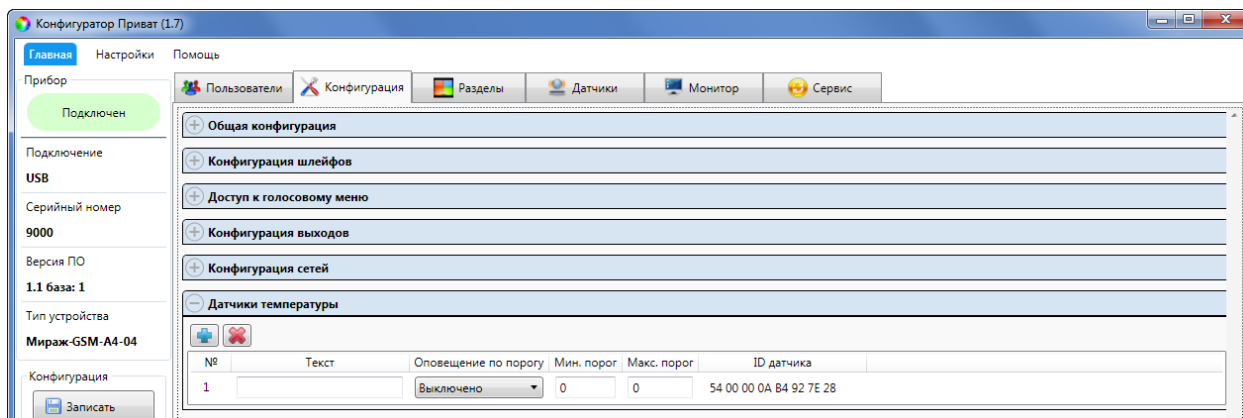 Конфигуратор Приват (1.7)
Главная Настройки Помощь
Прибор
Подключен
Подключение
USB
Серийный номер
9000
Версия ПО
1.1 база: 1
Тип устройства
Мираж-GSM-A4-04
Конфигурация
Записать
Пользователи Конфигурация Разделы Датчики Монитор Сервис
Общая конфигурация
Конфигурация шлейфов
Доступ к голосовому меню
Конфигурация выходов
Конфигурация сетей
Датчики температуры
№ Текст Оповещение по порогу Мин. порог Макс. порог ID датчика
1 Выключено 0 0 54 00 00 0A B4 92 7E 28